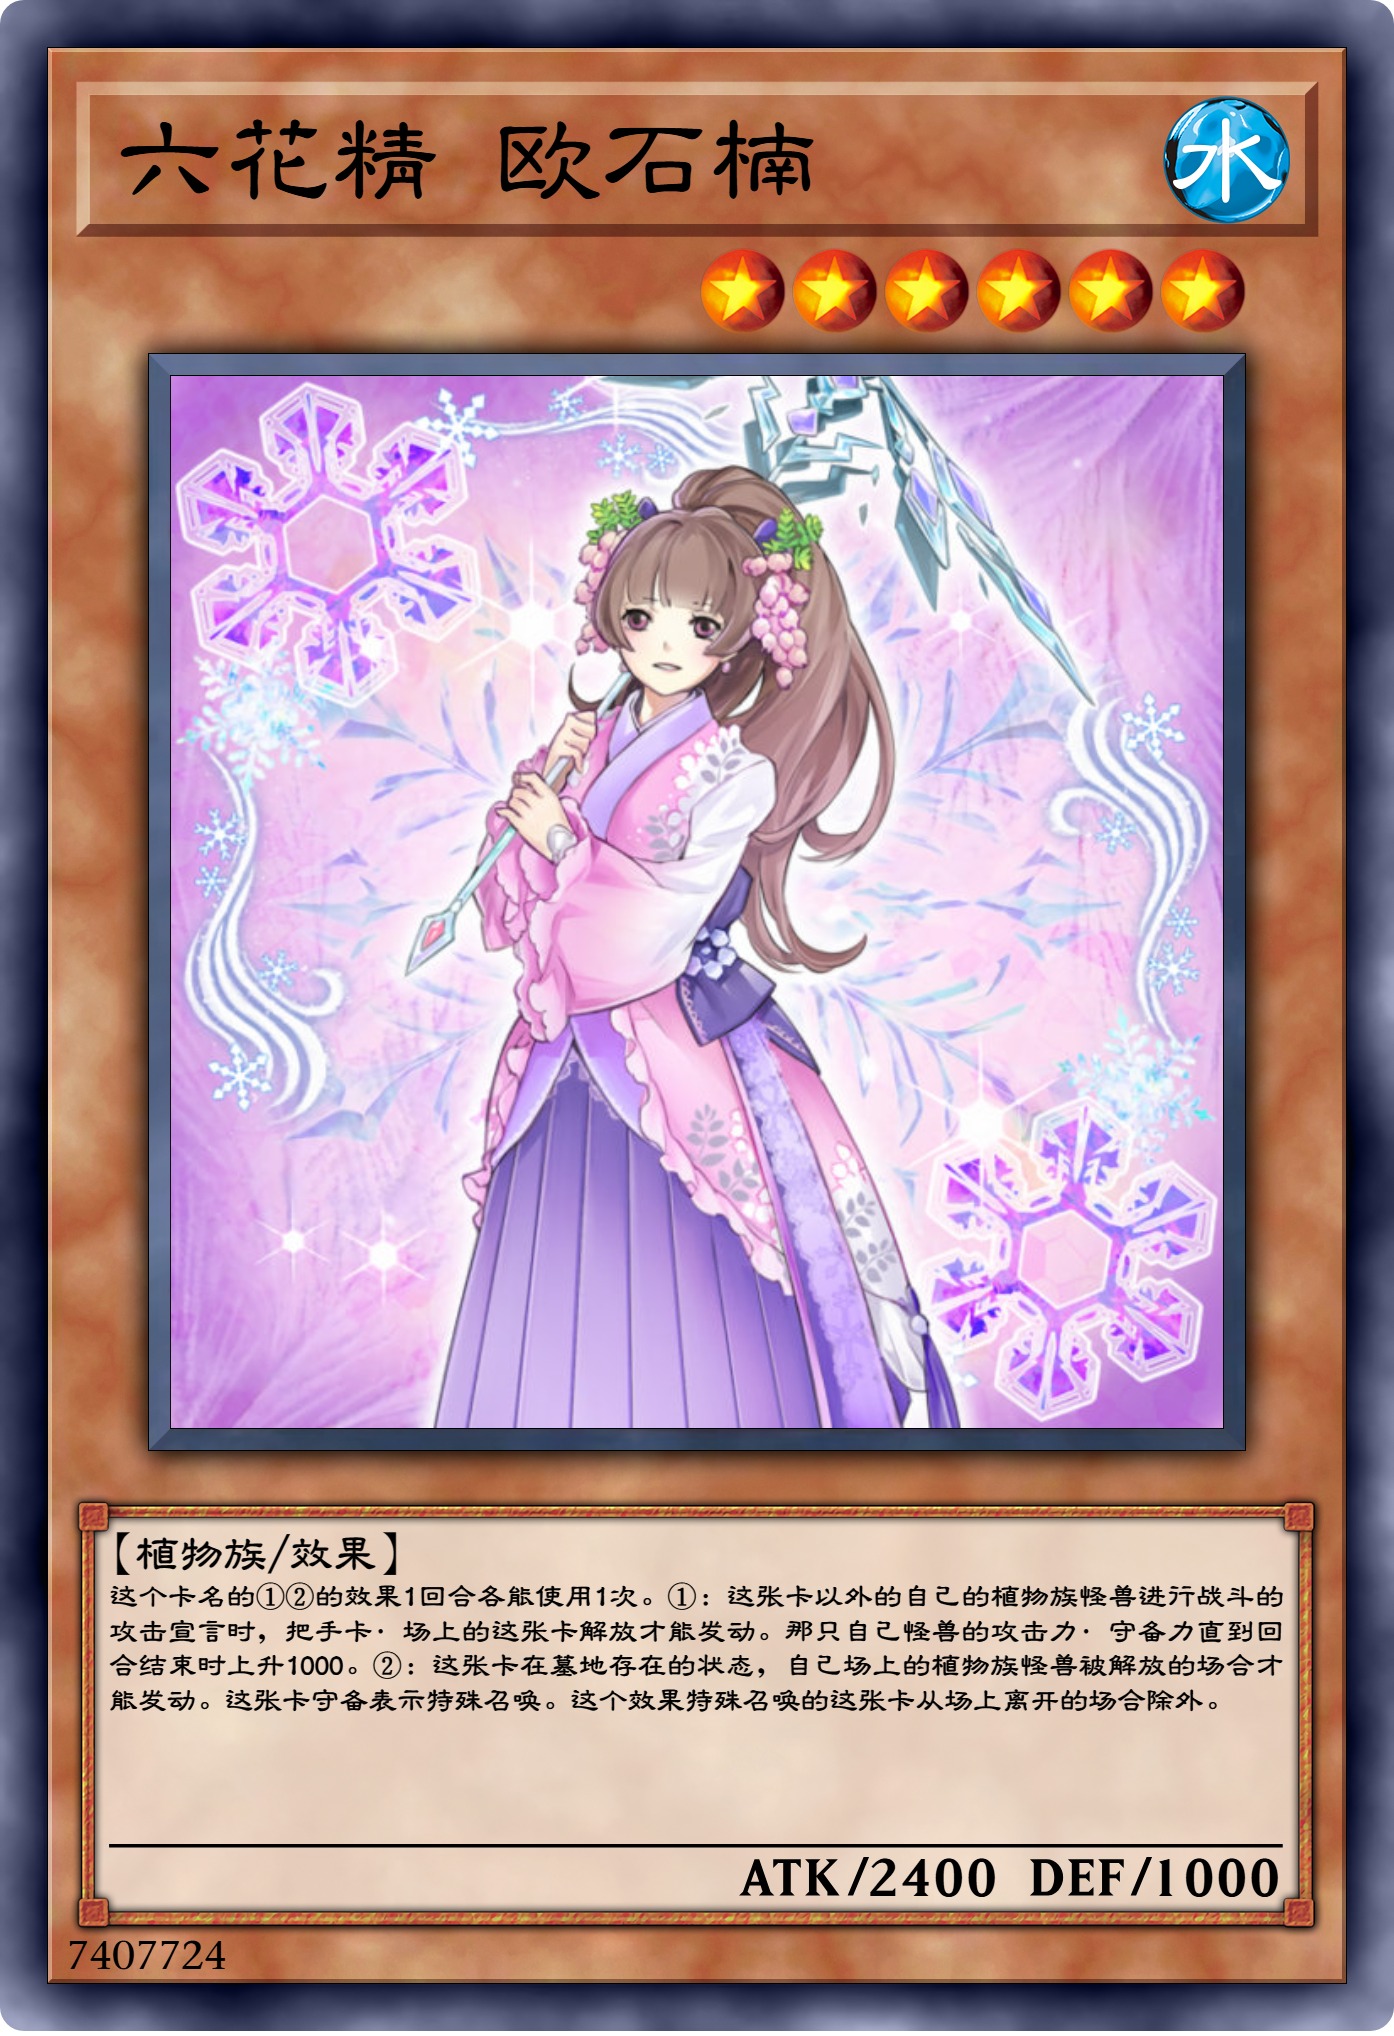 六花精 欧石楠
水
【植物族/效果】
这个卡名的①②的效果1回合各能使用1次。①：这张卡以外的自己的植物族怪兽进行战斗的
攻击宣言时，把手卡·场上的这张卡解放才能发动。那只自己怪兽的攻击力·守备力直到回
合结束时上升1000。②：这张卡在墓地存在的状态，自己场上的植物族怪兽被解放的场合才
能发动。这张卡守备表示特殊召唤。这个效果特殊召唤的这张卡从场上离开的场合除外。
ATK/2400 DEF/1000
7407724